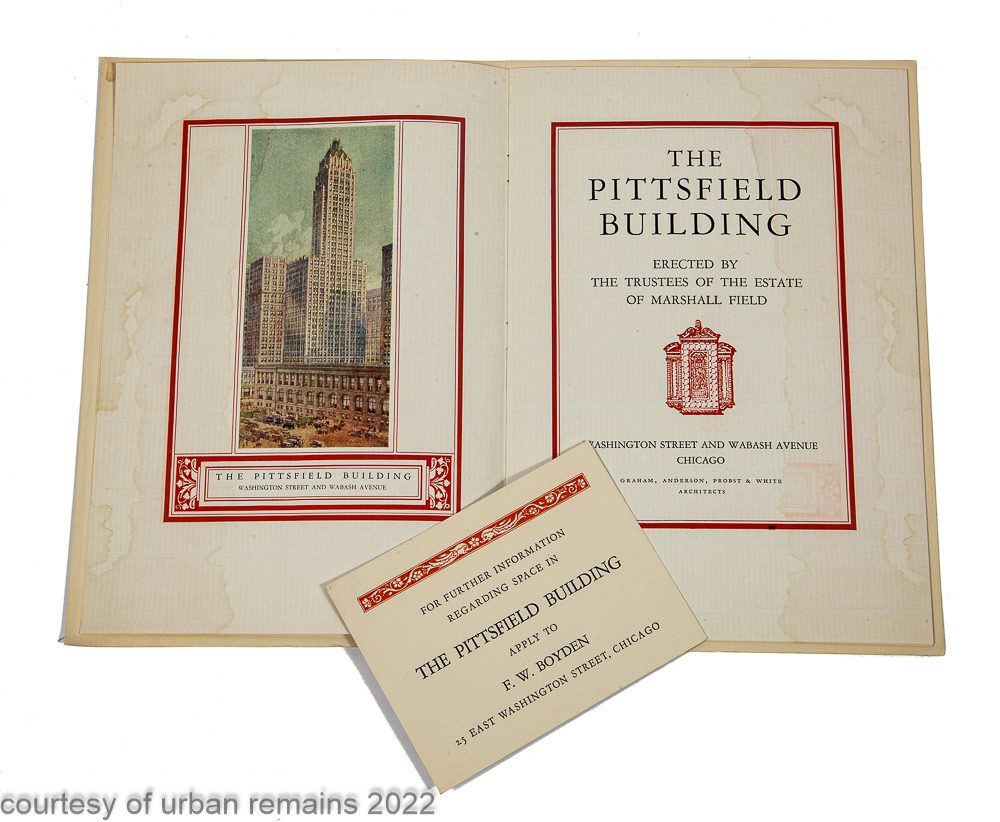 THE PITTSFIELD BUILDING
WASHINGTON STREET AND WABASH AVENUE
THE
PITTSFIELD
BUILDING
ERECTED BY
THE TRUSTEES OF THE ESTATE
OF MARSHALL FIELD
WASHINGTON STREET AND WABASH AVENUE
CHICAGO
GRAHAM, ANDERSON, PROBST & WHITE
ARCHITECTS
FOR FURTHER INFORMATION
REGARDING SPACE IN
THE PITTSFIELD BUILDING
APPLY TO
F. W. BOYDEN
25 EAST WASHINGTON STREET, CHICAGO
courtesy of urban remains 2022